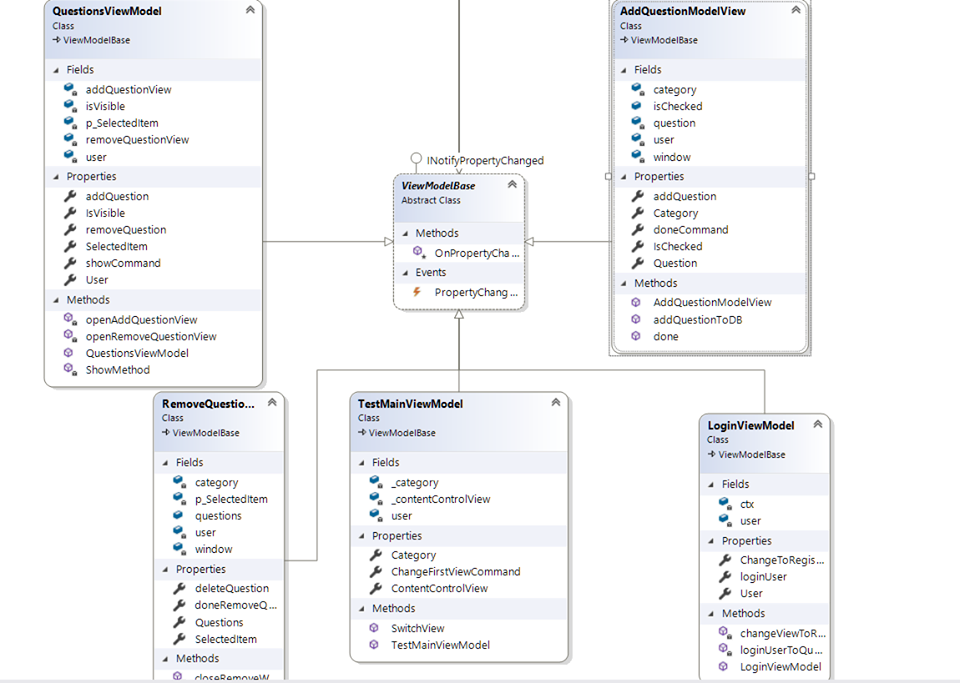 QuestionsViewModel
Class
ViewModelBase
Fields
addQuestionView
isVisible
p_SelectedItem
removeQuestionView
user
Properties
addQuestion
IsVisible
removeQuestion
SelectedItem
showCommand
User
Methods
openAddQuestionView
openRemoveQuestionView
QuestionsViewModel
ShowMethod
INotifyPropertyChanged
ViewModelBase
Abstract Class
Methods
OnPropertyCha...
Events
PropertyChang...
AddQuestionModelView
Class
ViewModelBase
Fields
category
isChecked
question
user
window
Properties
addQuestion
Category
doneCommand
IsChecked
Question
Methods
AddQuestionModelView
addQuestionToDB
done
RemoveQuestio...
Class
ViewModelBase
Fields
category
p_SelectedItem
questions
user
window
Properties
deleteQuestion
doneRemoveQ...
Questions
SelectedItem
Methods
closeRemoveW...
TestMainViewModel
Class
ViewModelBase
Fields
_category
_contentControlView
user
Properties
Category
ChangeFirstViewCommand
ContentControlView
Methods
SwitchView
TestMainViewModel
LoginViewModel
Class
ViewModelBase
Fields
ctx
user
Properties
ChangeToRegis...
loginUser
User
Methods
changeViewToR...
loginUserToQu...
LoginViewModel